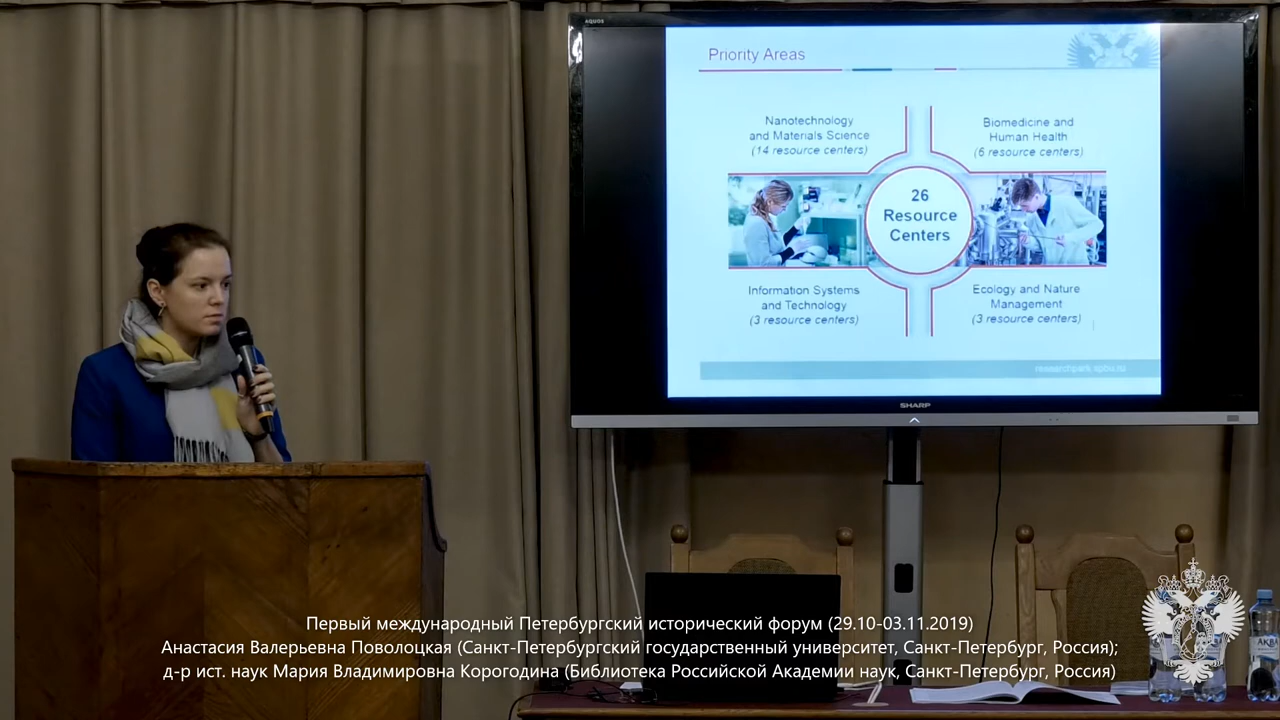 AQUOS
Priority Areas
Nanotechnology
and Materials Science
(14 resource centers)
Biomedicine and
Human Health
(6 resource centers)
26
Resource
Centers
Information Systems
and Technology
(3 resource centers)
Ecology and Nature
Management
(3 resource centers)
researchpark.spbu.ru
SHARP
Первый международный Петербургский исторический форум (29.10-03.11.2019)
Анастасия Валерьевна Поволоцкая (Санкт-Петербургский государственный университет, Санкт-Петербург, Россия);
д-р ист. наук Мария Владимировна Корогодина (Библиотека Российской Академии наук, Санкт-Петербург, Россия)